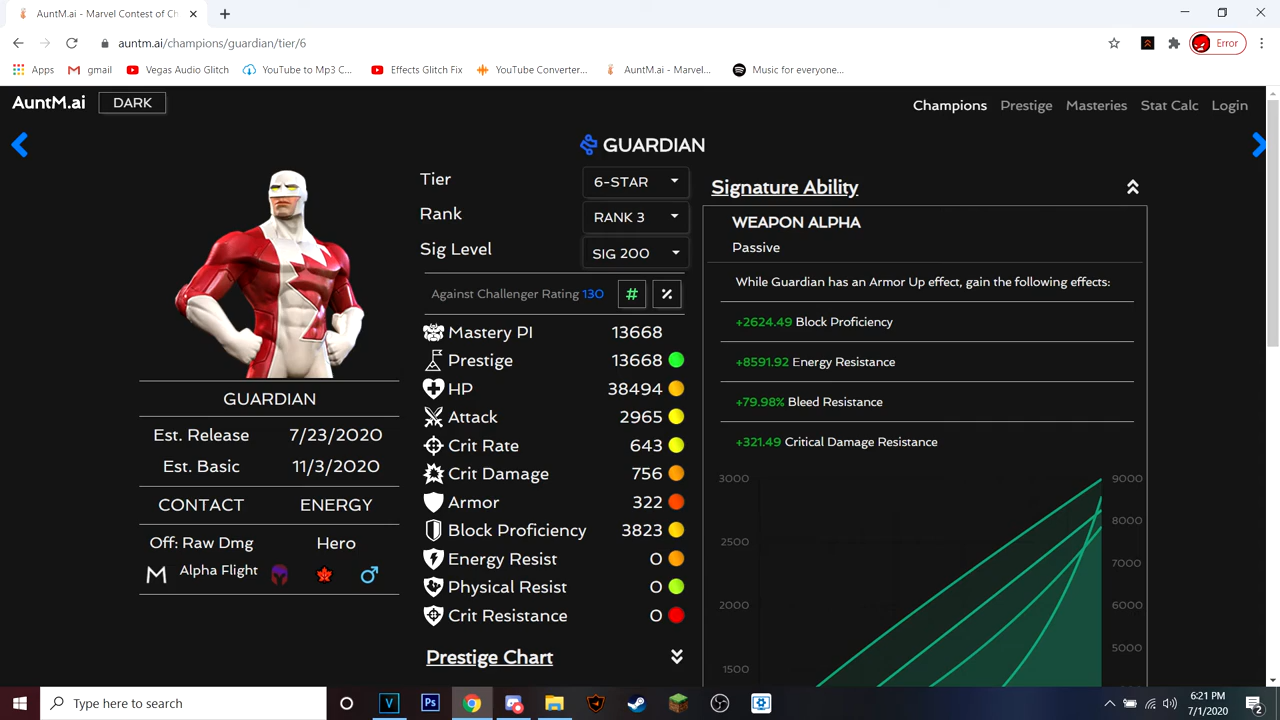 AuntM.ai - Marvel Contest of Ch
auntm.ai/champions/guardian/tier/6
Error
Apps
gmail
Vegas Audio Glitch
YouTube to Mp3 C...
Effects Glitch Fix
YouTube Converter...
AuntM.ai - Marvel...
Music for everyone...
AuntM.ai
DARK
Champions
Prestige
Masteries
Stat Calc
Login
GUARDIAN
GUARDIAN
Est. Release 7/23/2020
Est. Basic 11/3/2020
CONTACT ENERGY
Off: Raw Dmg Hero
M Alpha Flight
Tier 6-STAR
Rank RANK 3
Sig Level SIG 200
Against Challenger Rating 130 # %
Mastery PI 13668
Prestige 13668
HP 38494
Attack 2965
Crit Rate 643
Crit Damage 756
Armor 322
Block Proficiency 3823
Energy Resist 0
Physical Resist 0
Crit Resistance 0
Prestige Chart
Signature Ability
WEAPON ALPHA
Passive
While Guardian has an Armor Up effect, gain the following effects:
+2624.49 Block Proficiency
+8591.92 Energy Resistance
+79.98% Bleed Resistance
+321.49 Critical Damage Resistance
3000 9000
8000
2500
7000
2000 6000
5000
1500
Type here to search
V
Ps
6:21 PM
7/1/2020
2